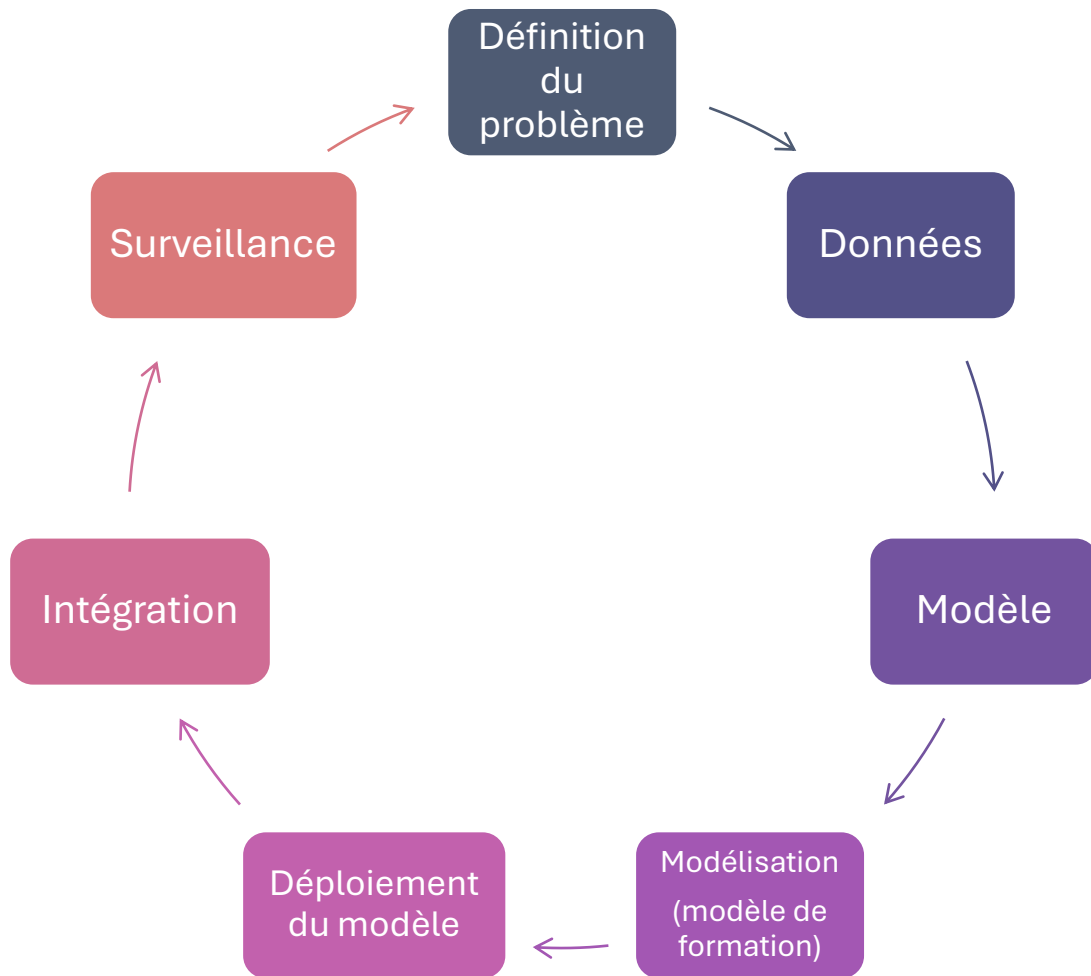 Définition
du
problème
Données
Modèle
Modélisation
(modèle de
formation)
Déploiement
du modèle
Intégration
Surveillance